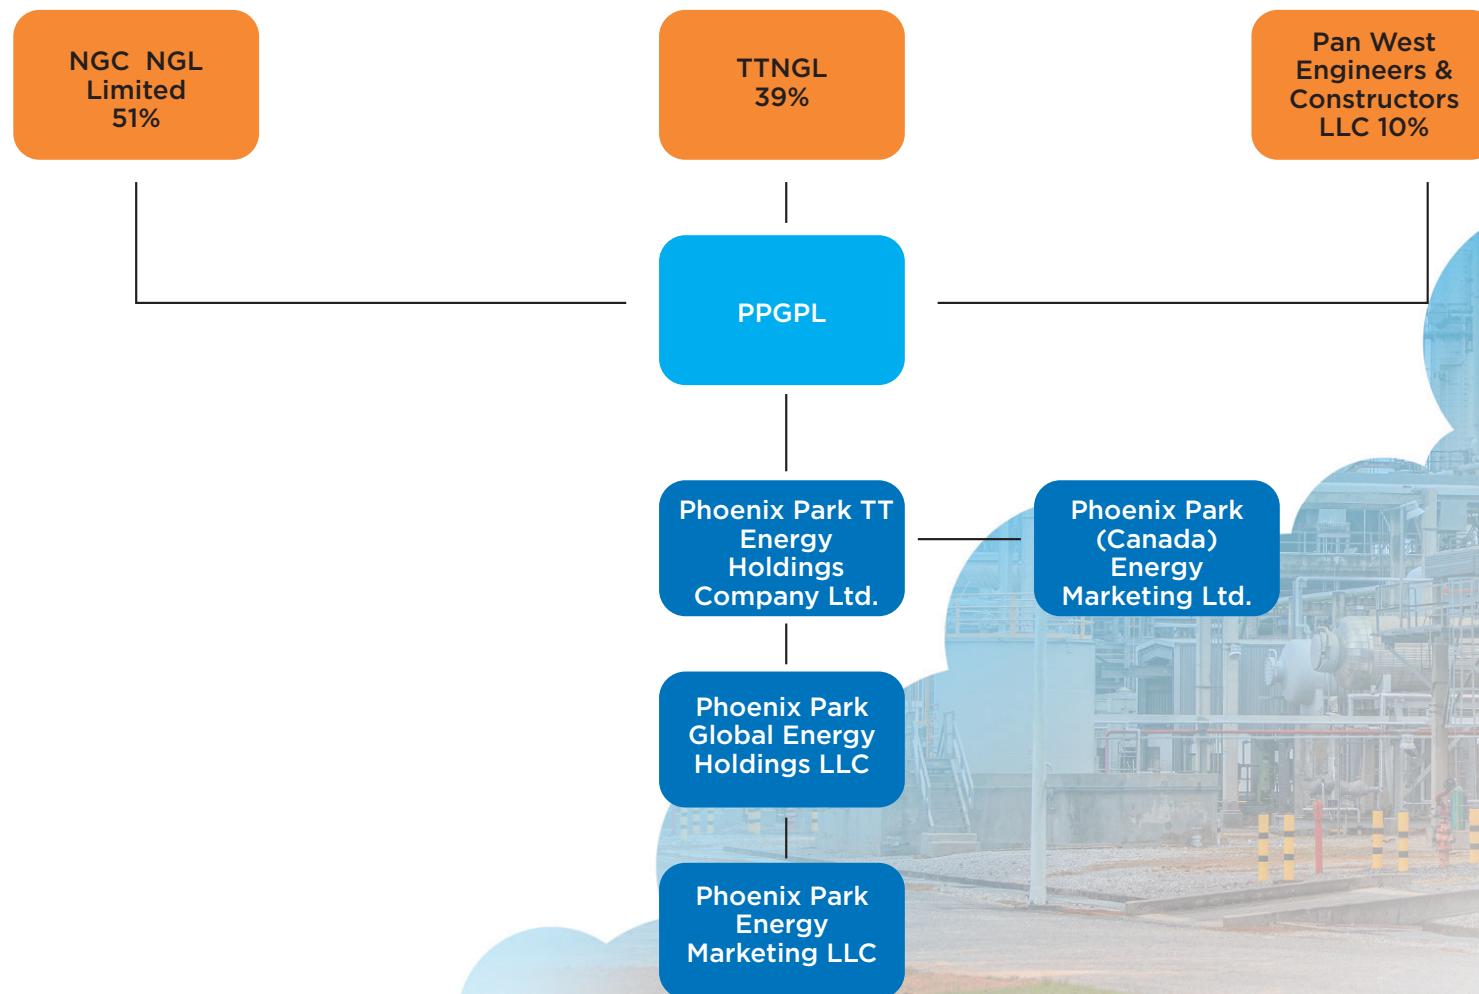 NGC NGL
Limited
51%
TTNGL
39%
Pan West
Engineers &
Constructors
LLC 10%
PPGPL
Phoenix Park TT
Energy
Holdings
Company Ltd.
Phoenix Park
(Canada)
Energy
Marketing Ltd.
Phoenix Park
Global Energy
Holdings LLC
Phoenix Park
Energy
Marketing LLC